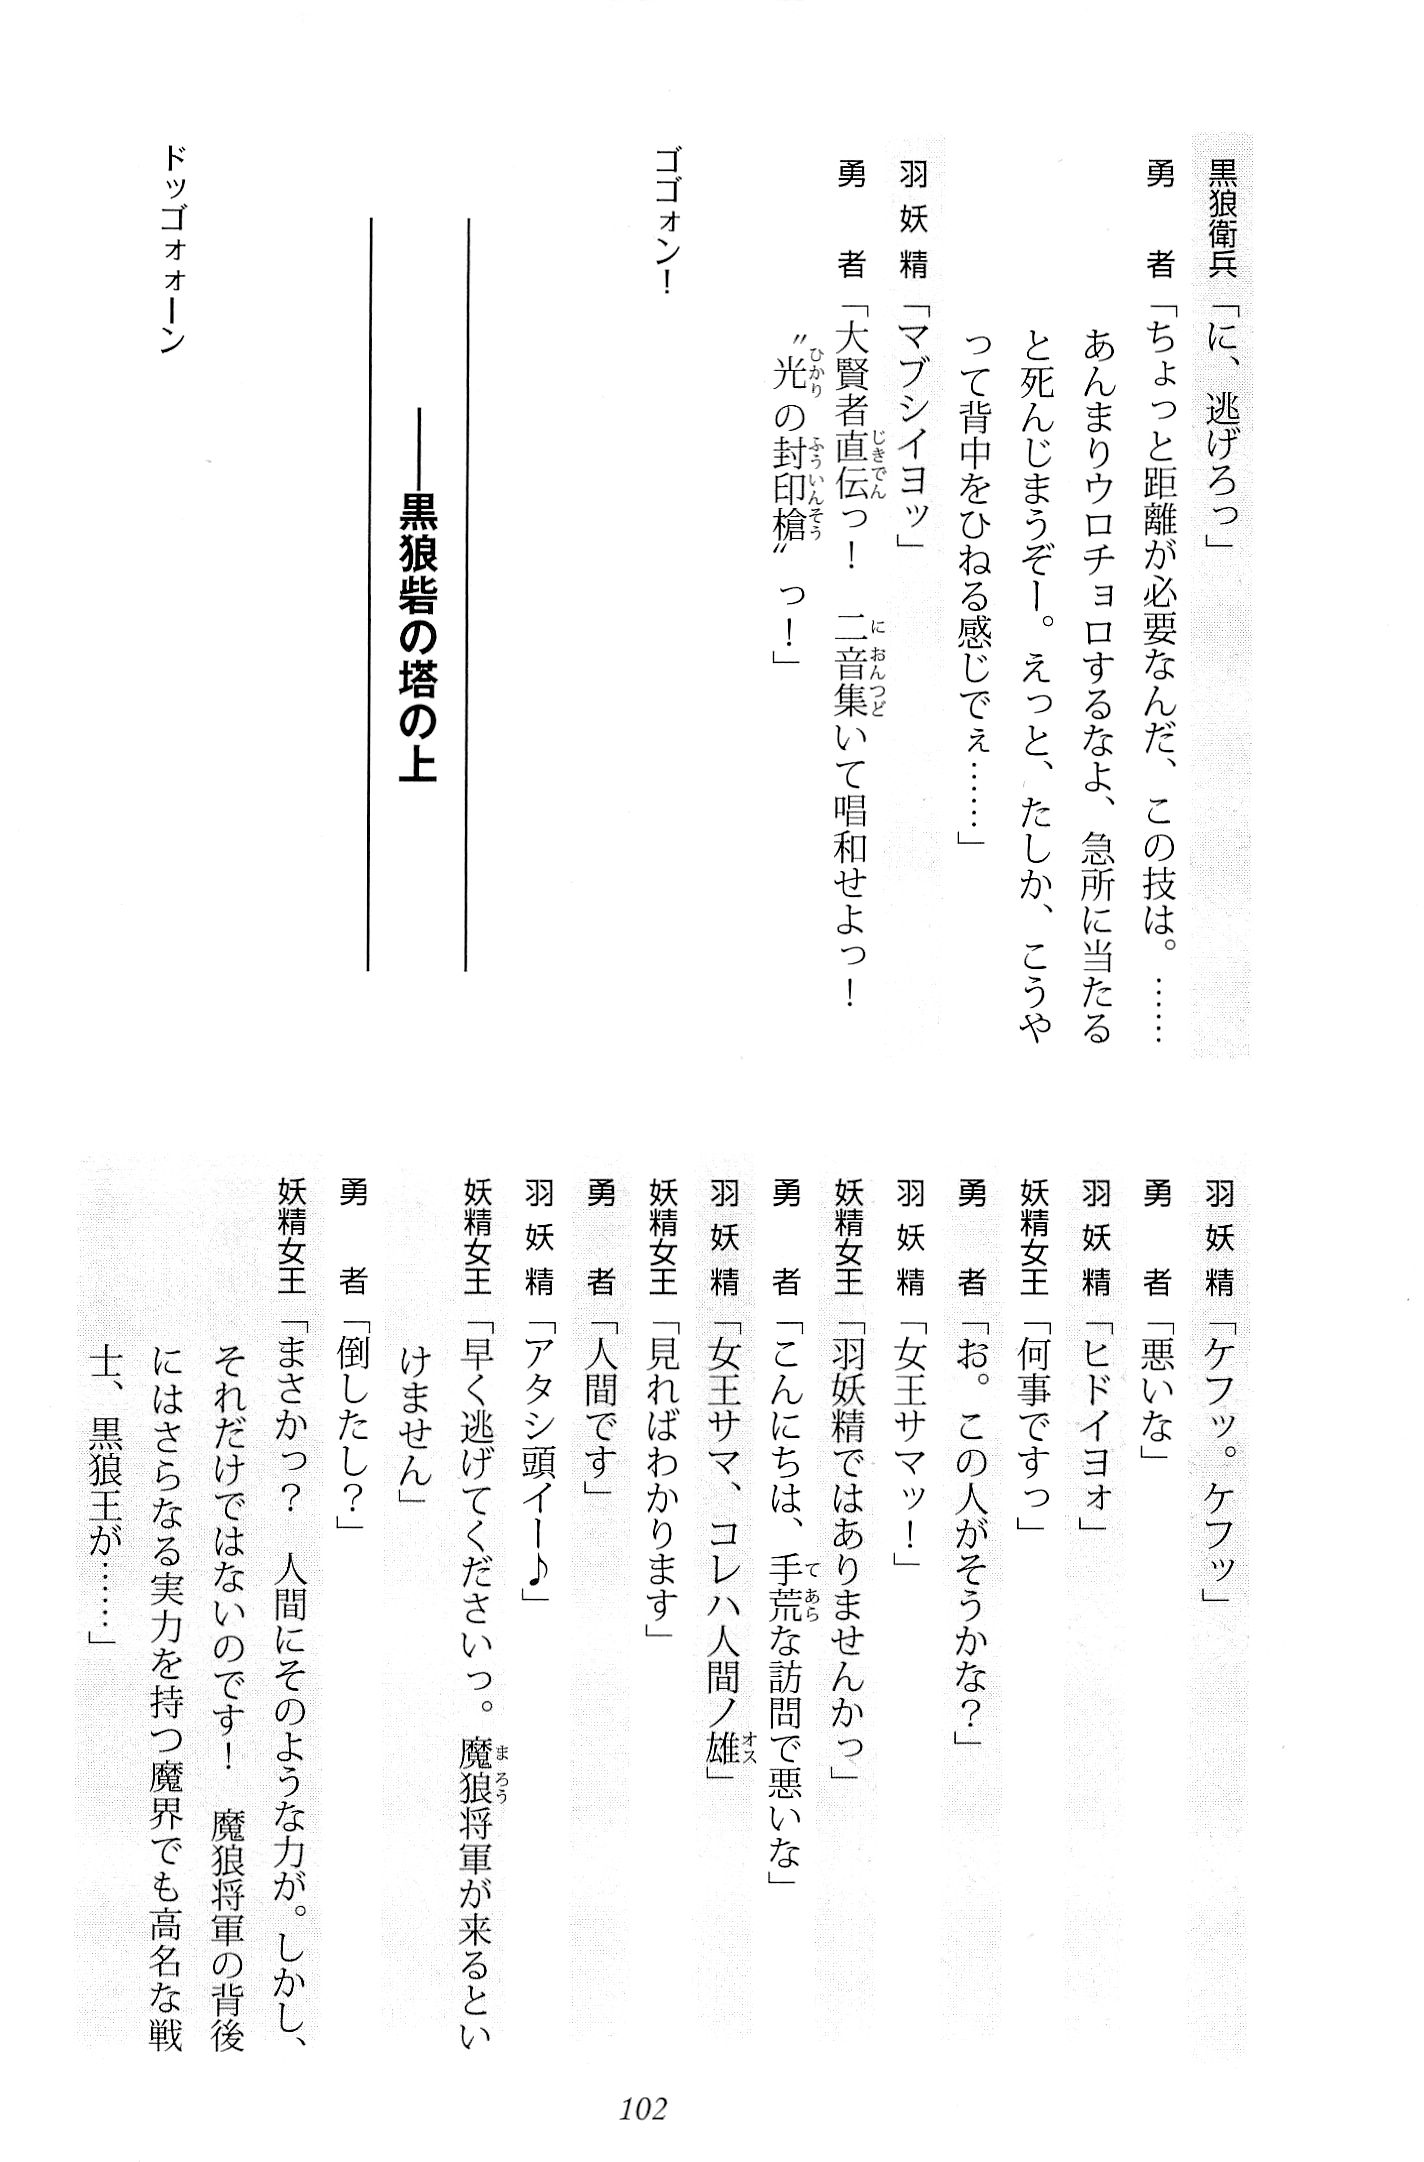 黒狼衛兵「に、逃げろっ」
勇者「ちょっと距離が必要なんだ、この技は。……
あんまりウロチョロするなよ、急所に当たる
と死んじまうぞー。えっと、たしか、こうや
って背中をひねる感じでぇ……」
羽妖精「マブシイヨッ」
勇者「大賢者直伝っ！　二音集いて唱和せよっ！
〝光の封印槍〟っ！」
ゴゴォン！
――黒狼砦の塔の上
ドッゴォォーン
羽妖精「ケフッ。ケフッ」
勇者「悪いな」
羽妖精「ヒドイヨォ」
妖精女王「何事ですっ」
勇者「お。この人がそうかな？」
羽妖精「女王サマッ！」
妖精女王「羽妖精ではありませんかっ」
勇者「こんにちは、手荒な訪問で悪いな」
羽妖精「女王サマ、コレハ人間ノ雄」
妖精女王「見ればわかります」
勇者「人間です」
羽妖精「アタシ頭イー♪」
妖精女王「早く逃げてくださいっ。魔狼将軍が来るとい
けません」
勇者「倒したし？」
妖精女王「まさかっ？　人間にそのような力が。しかし、
それだけではないのです！　魔狼将軍の背後
にはさらなる実力を持つ魔界でも高名な戦
士、黒狼王が……」
102